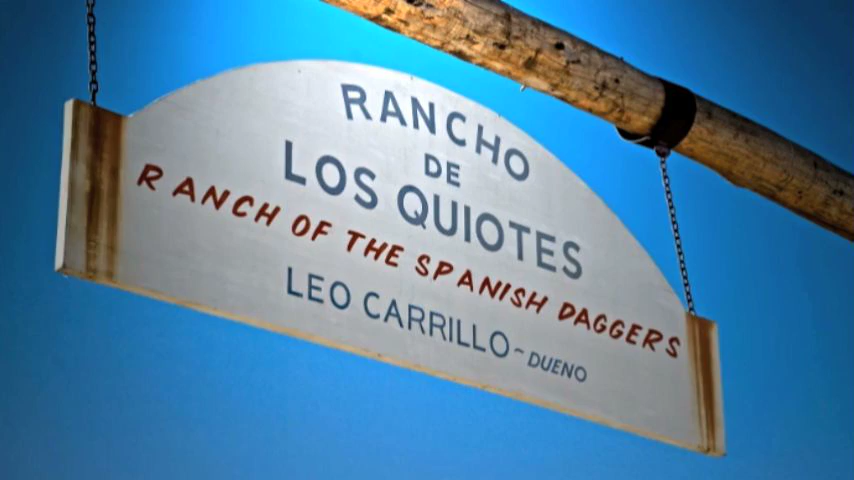 RANCHO
DE
LOS QUIOTES
RANCH OF THE SPANISH DAGGERS
LEO CARRILLO ~ DUENO